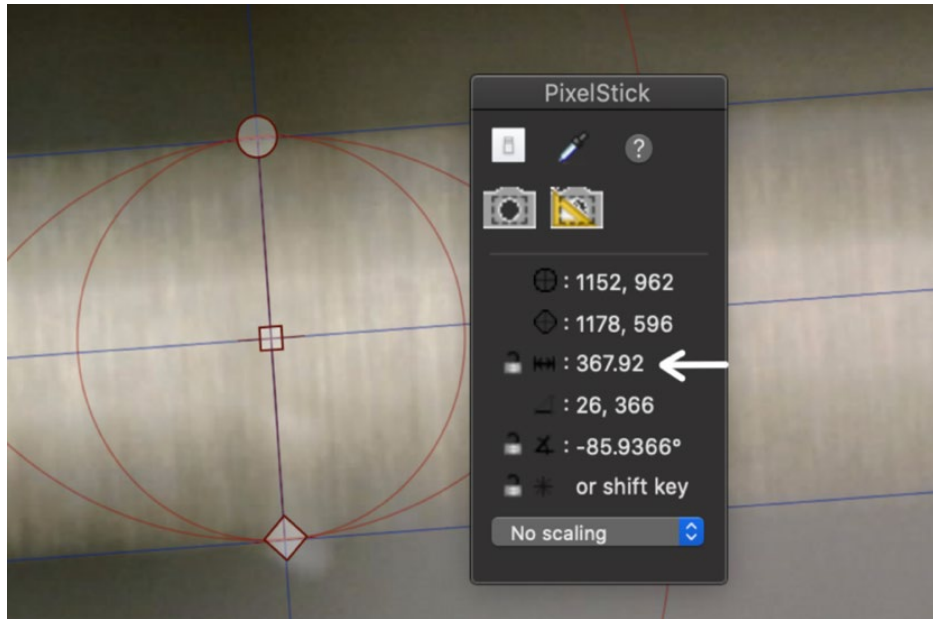 PixelStick
?
: 1152, 962
: 1178, 596
: 367.92
: 26, 366
: -85.9366°
or shift key
No scaling